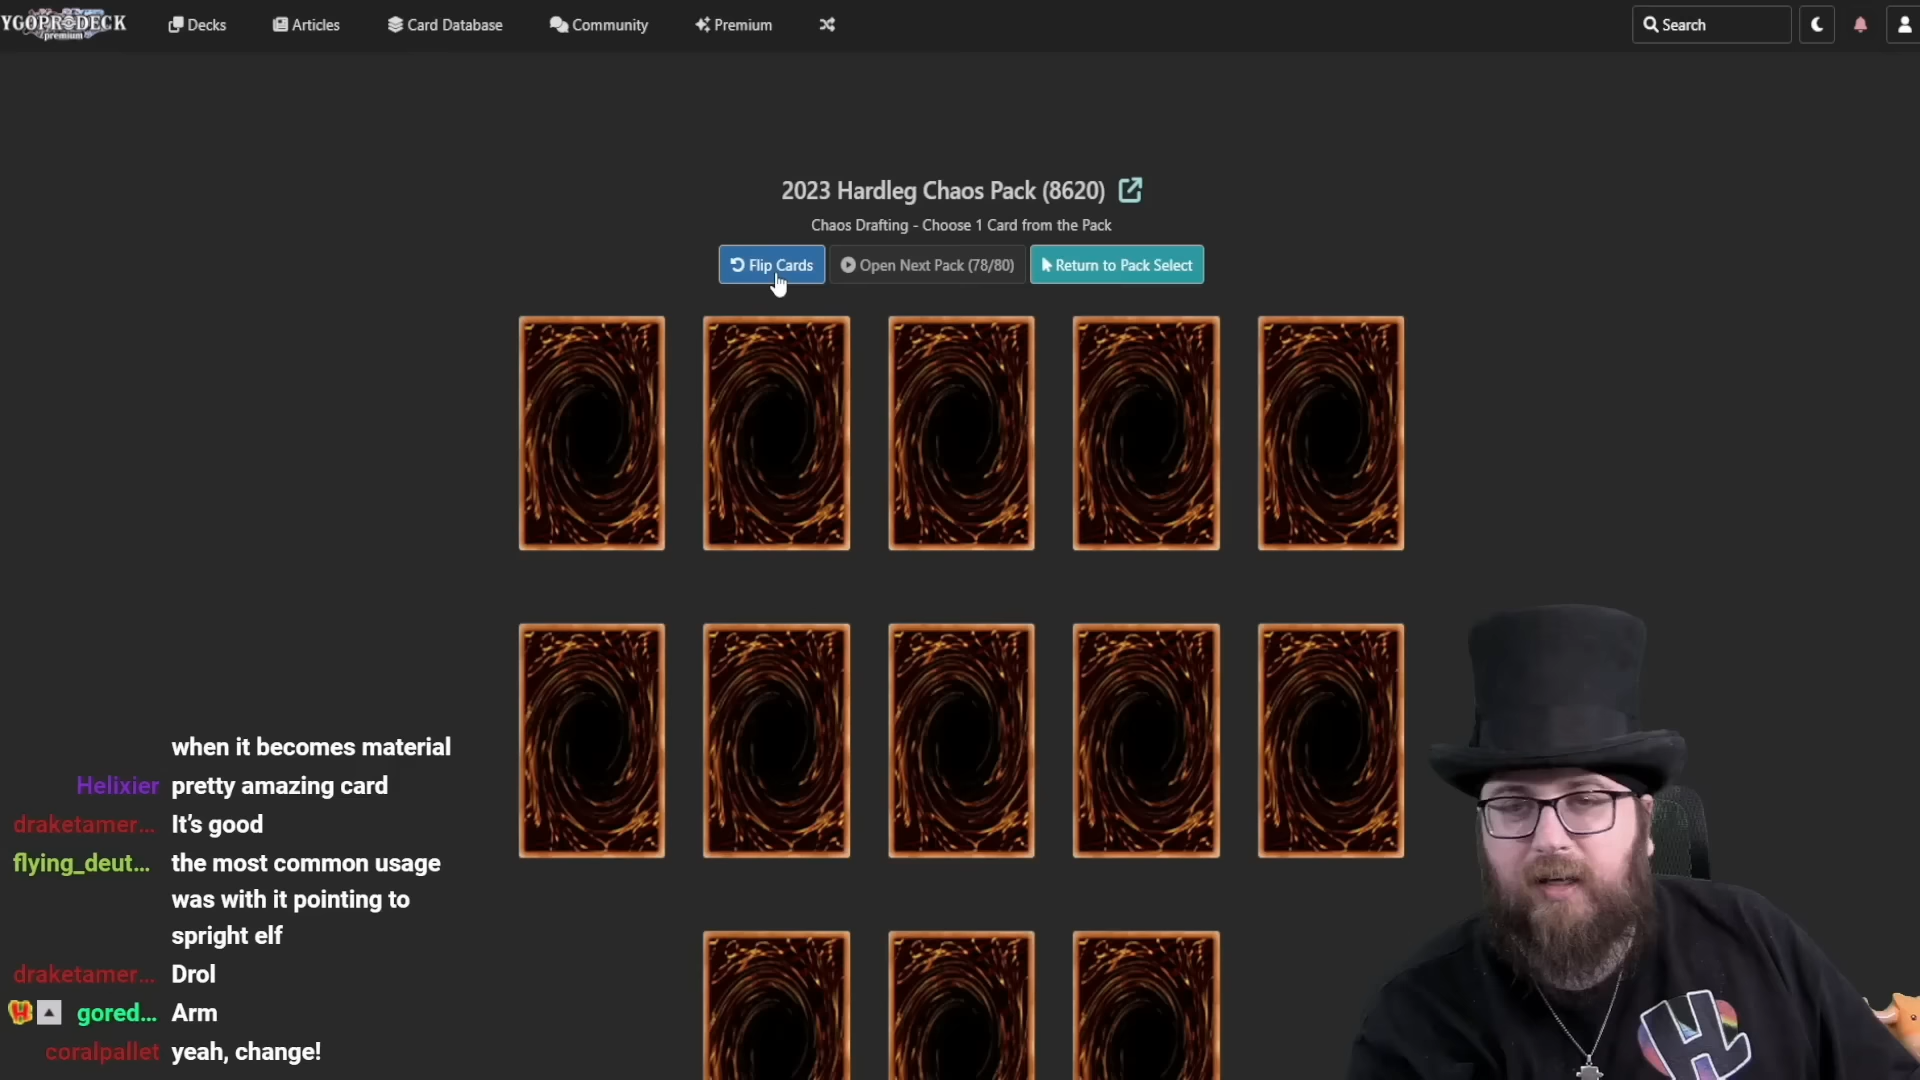 YGOPRODECK
premium
Decks
Articles
Card Database
Community
Premium
Search
2023 Hardleg Chaos Pack (8620)
Chaos Drafting - Choose 1 Card from the Pack
Flip Cards
Open Next Pack (78/80)
Return to Pack Select
when it becomes material
Helixier pretty amazing card
draketamer... It's good
flying_deut... the most common usage
was with it pointing to
spright elf
draketamer... Drol
H gored... Arm
coralpallet yeah, change!
H